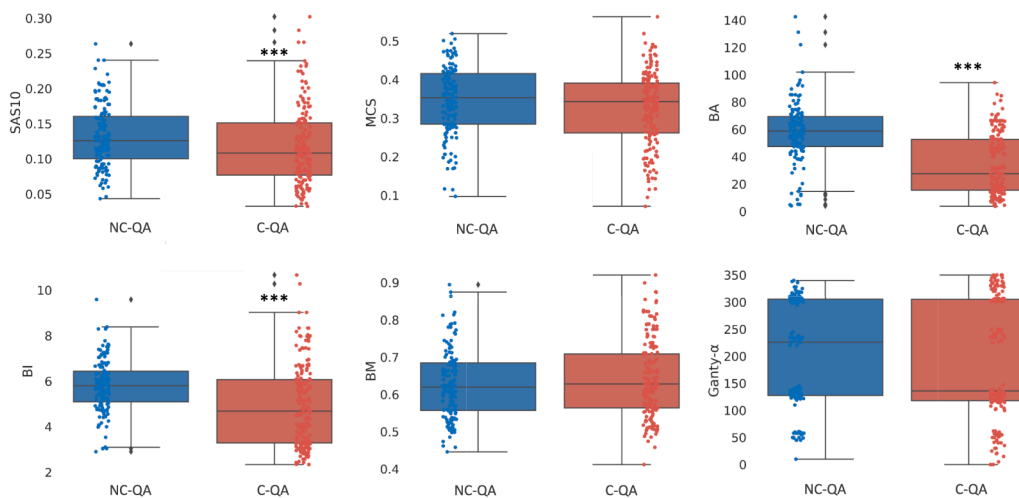 SAS10
0.30
0.25
0.20
0.15
0.10
0.05
***
NC-QA
C-QA
MCS
0.5
0.4
0.3
0.2
0.1
NC-QA
C-QA
BA
140
120
100
80
60
40
20
0
***
NC-QA
C-QA
BI
10
8
6
4
2
***
NC-QA
C-QA
BM
0.9
0.8
0.7
0.6
0.5
0.4
NC-QA
C-QA
Ganty-α
350
300
250
200
150
100
50
0
NC-QA
C-QA